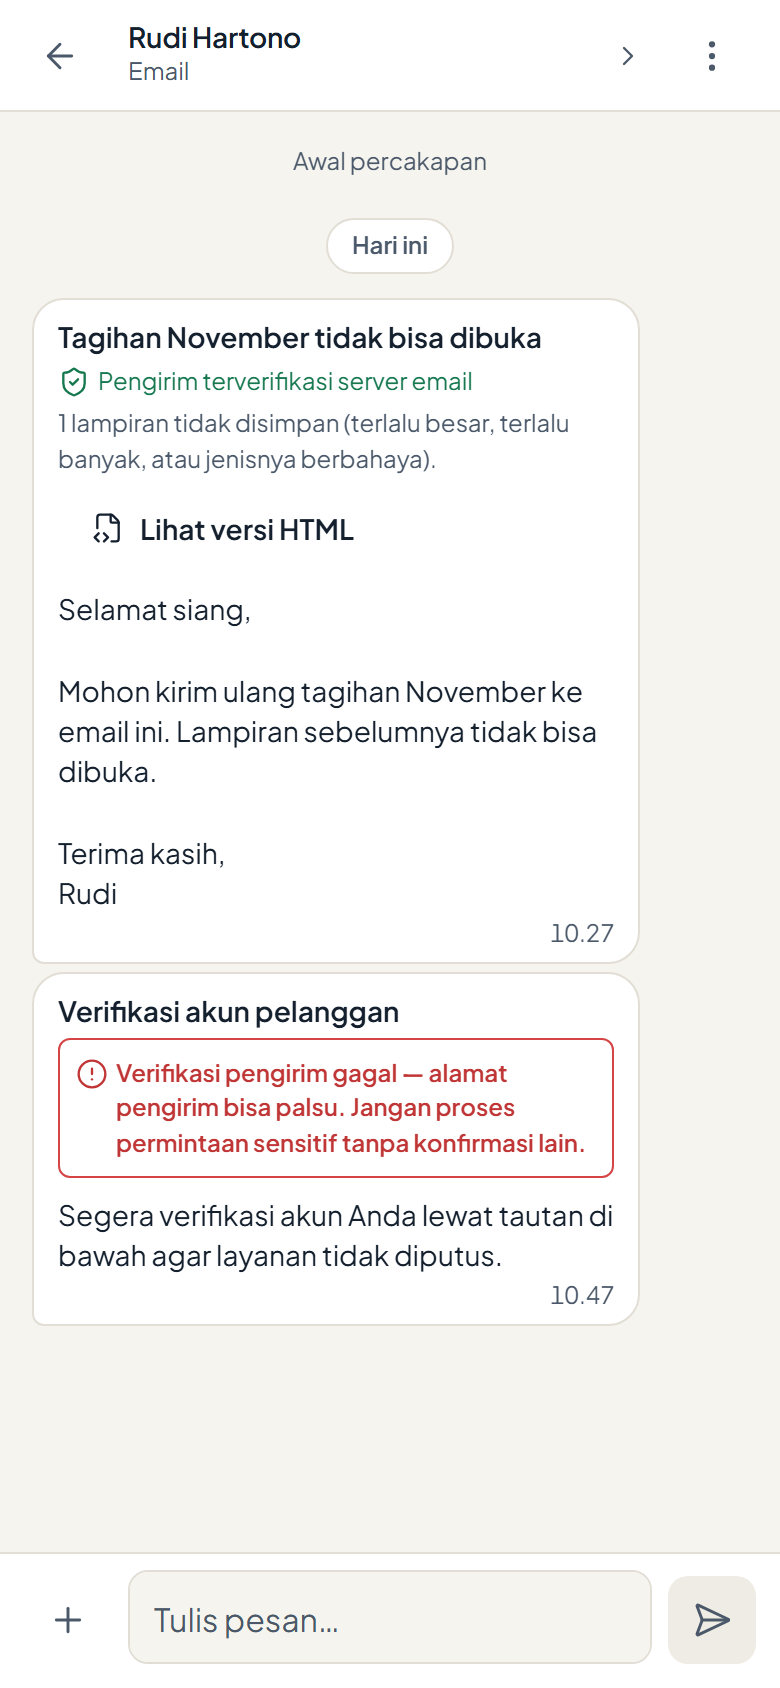 Rudi Hartono
Email
Awal percakapan
Hari ini
Tagihan November tidak bisa dibuka
Pengirim terverifikasi server email
1 lampiran tidak disimpan (terlalu besar, terlalu
banyak, atau jenisnya berbahaya).
Lihat versi HTML
Selamat siang,
Mohon kirim ulang tagihan November ke
email ini. Lampiran sebelumnya tidak bisa
dibuka.
Terima kasih,
Rudi
10.27
Verifikasi akun pelanggan
Verifikasi pengirim gagal — alamat
pengirim bisa palsu. Jangan proses
permintaan sensitif tanpa konfirmasi lain.
Segera verifikasi akun Anda lewat tautan di
bawah agar layanan tidak diputus.
10.47
Tulis pesan…